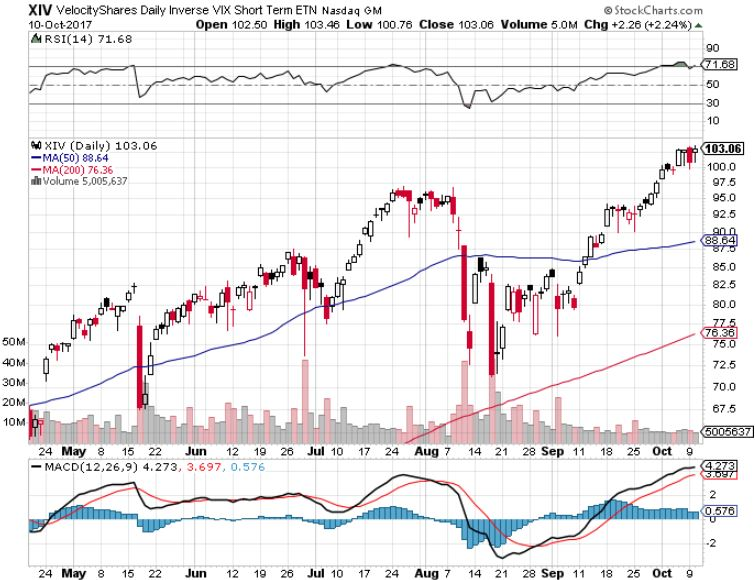 XIV VelocityShares Daily Inverse VIX Short Term ETN Nasdaq GM © StockCharts.com
10-Oct-2017 Open 102.50 High 103.46 Low 100.76 Close 103.06 Volume 5.0M Chg +2.26 (+2.24%)
RSI(14) 71.68
90
71.68
50
30
10
XIV (Daily) 103.06
MA(50) 88.64
MA(200) 76.36
Volume 5,005,637
103.06
100.0
97.5
95.0
92.5
90.0
88.64
87.5
85.0
82.5
80.0
77.5
76.36
75.0
72.5
70.0
67.5
5005637
50M
40M
30M
20M
10M
24 May 8 15 22 Jun 12 19 26 Jul 10 17 24 Aug 7 14 21 28 Sep 11 18 25 Oct 9
MACD(12,26,9) 4.273, 3.697, 0.576
4.273
3.697
2
0.576
0
-2
24 May 8 15 22 Jun 12 19 26 Jul 10 17 24 Aug 7 14 21 28 Sep 11 18 25 Oct 9